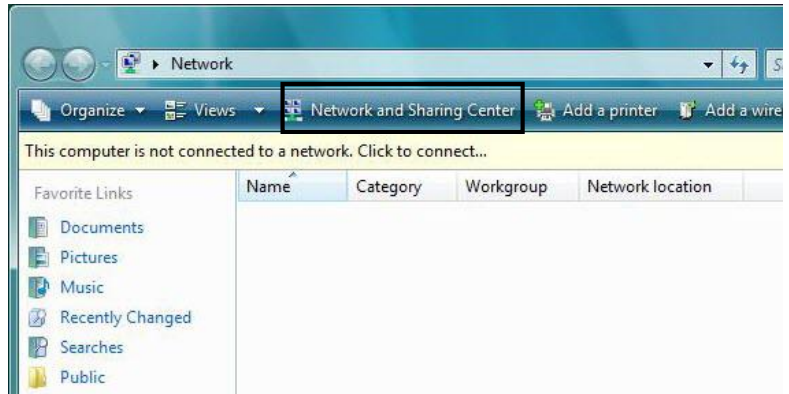 Network
Organize Views Network and Sharing Center Add a printer Add a wire
This computer is not connected to a network. Click to connect...
Favorite Links Name Category Workgroup Network location
Documents
Pictures
Music
Recently Changed
Searches
Public